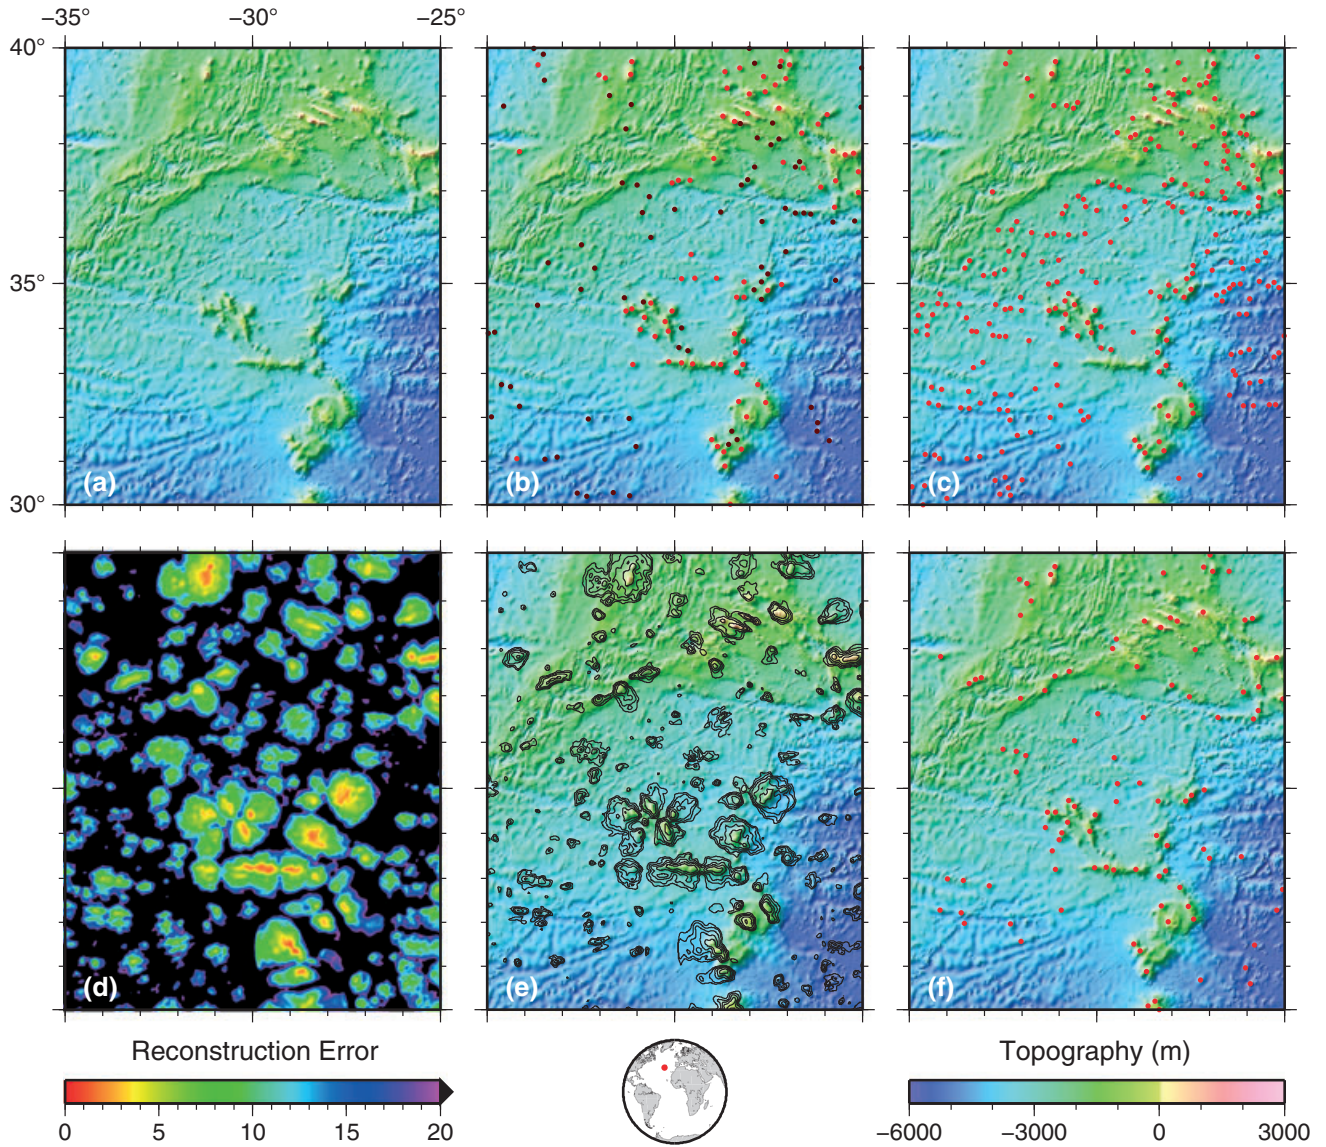 −35° −30° −25°
40°
35°
30°
(a)
(b)
(c)
(d)
(e)
(f)
Reconstruction Error
0 5 10 15 20
Topography (m)
−6000 −3000 0 3000